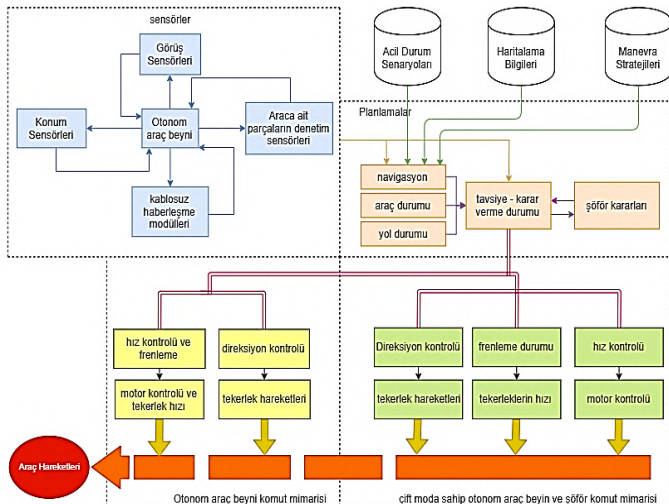 sensörler
Görüş
Sensörleri
Konum
Sensörleri
Otonom
araç beyni
Araca ait
parçaların denetim
sensörleri
kablosuz
haberleşme
modülleri
Acil Durum
Senaryoları
Haritalama
Bilgileri
Manevra
Stratejileri
Planlamalar
navigasyon
araç durumu
yol durumu
tavsiye - karar
verme durumu
şöför kararları
hız kontrolü ve
frenleme
direksiyon kontrolü
motor kontrolü ve
tekerlek hızı
tekerlek hareketleri
Direksiyon kontrolü
frenleme durumu
hız kontrolü
tekerlek hareketleri
tekerleklerin hızı
motor kontrolü
Araç Hareketleri
Otonom araç beyni komut mimarisi
çift moda sahip otonom araç beyin ve şöför komut mimarisi